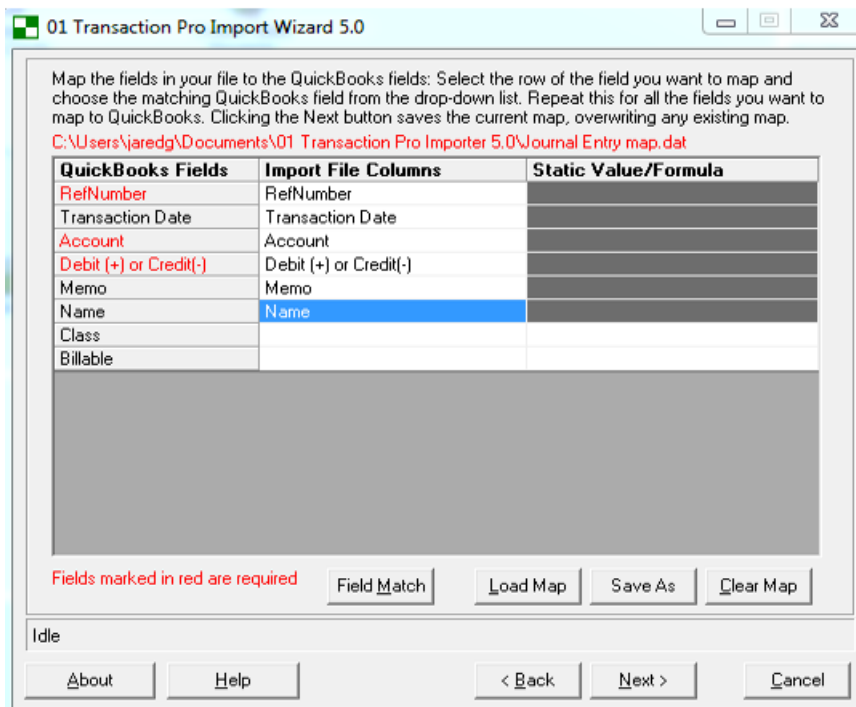 01 Transaction Pro Import Wizard 5.0
Map the fields in your file to the QuickBooks fields: Select the row of the field you want to map and
choose the matching QuickBooks field from the drop-down list. Repeat this for all the fields you want to
map to QuickBooks. Clicking the Next button saves the current map, overwriting any existing map.
C:\Users\jaredg\Documents\01 Transaction Pro Importer 5.0\Journal Entry map.dat
QuickBooks Fields Import File Columns Static Value/Formula
RefNumber RefNumber
Transaction Date Transaction Date
Account Account
Debit (+) or Credit(-) Debit (+) or Credit(-)
Memo Memo
Name Name
Class
Billable
Fields marked in red are required Field Match Load Map Save As Clear Map
Idle
About Help < Back Next > Cancel